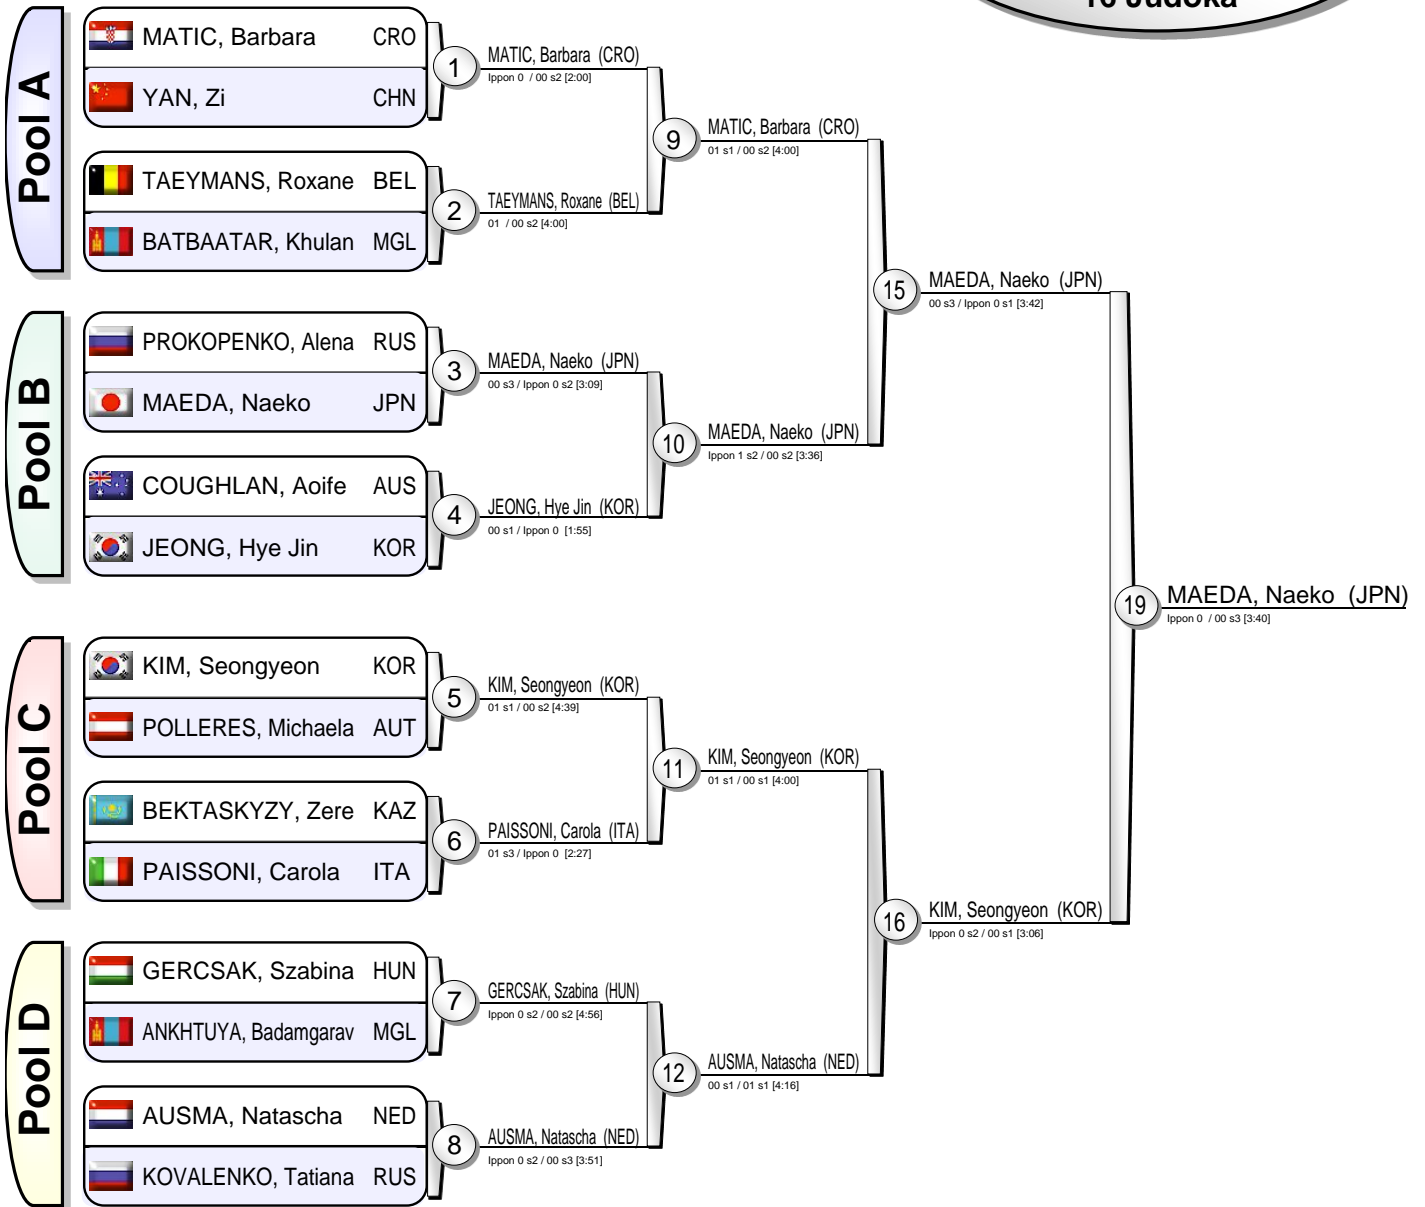 16 Judoka
Pool A
MATIC, Barbara CRO
YAN, Zi CHN
TAEYMANS, Roxane BEL
BATBAATAR, Khulan MGL
Pool B
PROKOPENKO, Alena RUS
MAEDA, Naeko JPN
COUGHLAN, Aoife AUS
JEONG, Hye Jin KOR
Pool C
KIM, Seongyeon KOR
POLLERES, Michaela AUT
BEKTASKYZY, Zere KAZ
PAISSONI, Carola ITA
Pool D
GERCSAK, Szabina HUN
ANKHTUYA, Badamgarav MGL
AUSMA, Natascha NED
KOVALENKO, Tatiana RUS
1
MATIC, Barbara (CRO)
Ippon 0 / 00 s2 [2:00]
2
TAEYMANS, Roxane (BEL)
01 / 00 s2 [4:00]
3
MAEDA, Naeko (JPN)
00 s3 / Ippon 0 s2 [3:09]
4
JEONG, Hye Jin (KOR)
00 s1 / Ippon 0 [1:55]
5
KIM, Seongyeon (KOR)
01 s1 / 00 s2 [4:39]
6
PAISSONI, Carola (ITA)
01 s3 / Ippon 0 [2:27]
7
GERCSAK, Szabina (HUN)
Ippon 0 s2 / 00 s2 [4:56]
8
AUSMA, Natascha (NED)
Ippon 0 s2 / 00 s3 [3:51]
9
MATIC, Barbara (CRO)
01 s1 / 00 s2 [4:00]
10
MAEDA, Naeko (JPN)
Ippon 1 s2 / 00 s2 [3:36]
11
KIM, Seongyeon (KOR)
01 s1 / 00 s1 [4:00]
12
AUSMA, Natascha (NED)
00 s1 / 01 s1 [4:16]
15
MAEDA, Naeko (JPN)
00 s3 / Ippon 0 s1 [3:42]
16
KIM, Seongyeon (KOR)
Ippon 0 s2 / 00 s1 [3:06]
19
MAEDA, Naeko (JPN)
Ippon 0 / 00 s3 [3:40]